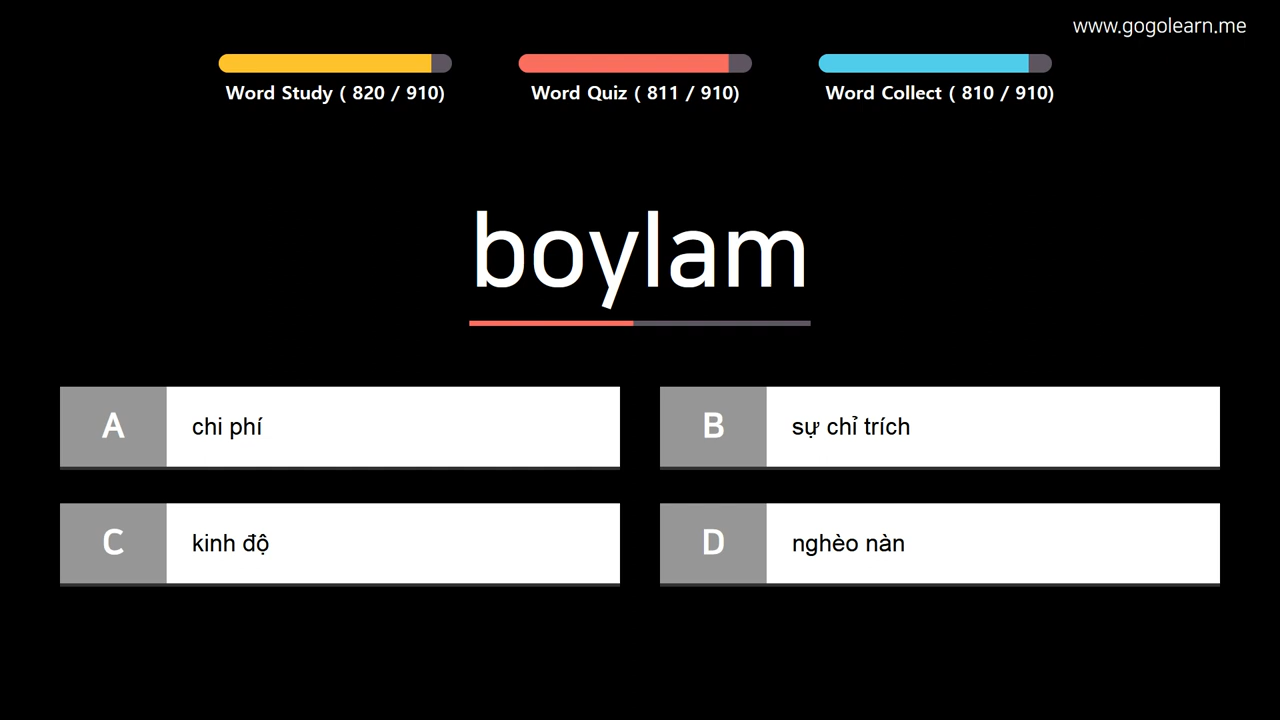 www.gogolearn.me
Word Study ( 820 / 910)
Word Quiz ( 811 / 910)
Word Collect ( 810 / 910)
boylam
A chi phí
B sự chỉ trích
C kinh độ
D nghèo nàn